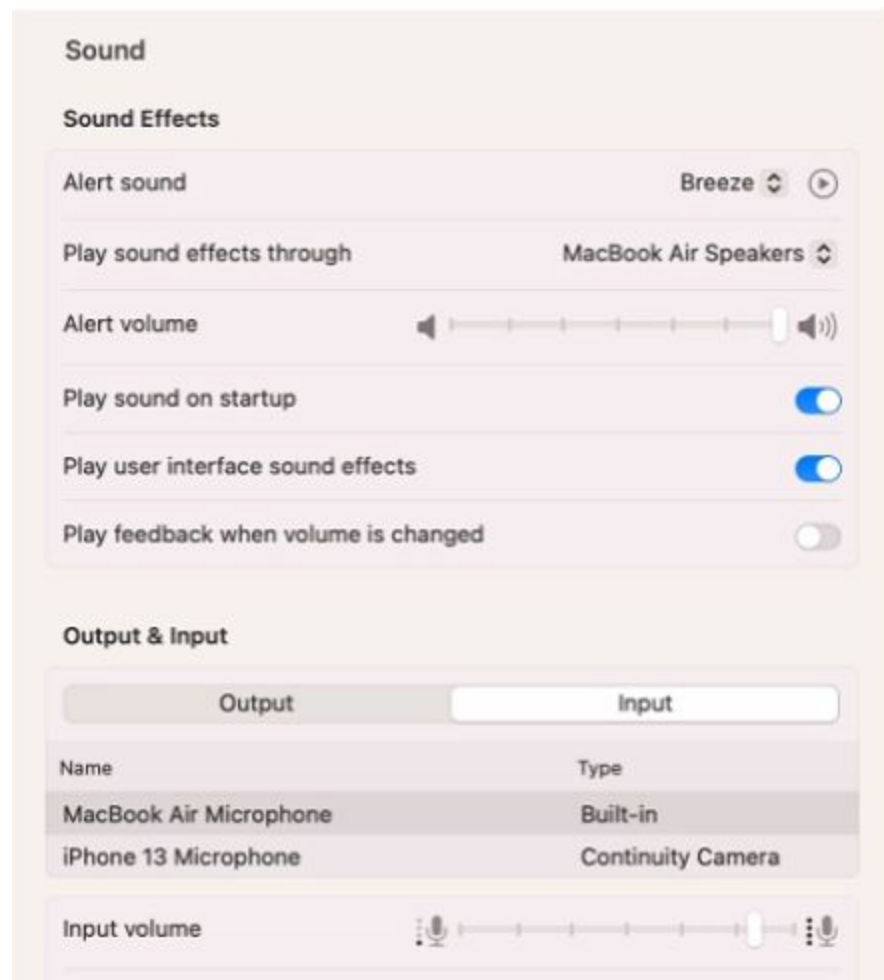 Sound
Sound Effects
Alert sound Breeze
Play sound effects through MacBook Air Speakers
Alert volume
Play sound on startup
Play user interface sound effects
Play feedback when volume is changed
Output & Input
Output Input
Name Type
MacBook Air Microphone Built-in
iPhone 13 Microphone Continuity Camera
Input volume